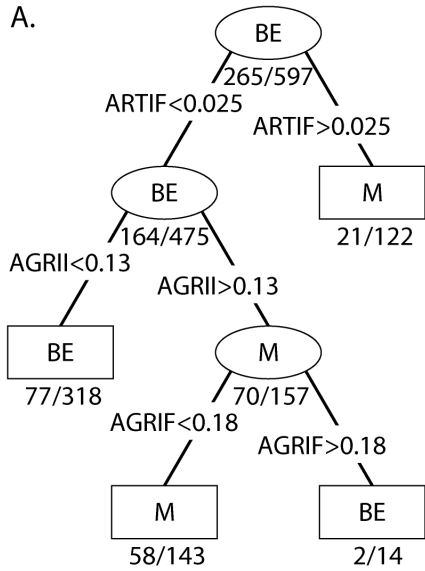 A.
BE
265/597
ARTIF<0.025
ARTIF>0.025
BE
M
164/475
21/122
AGRII<0.13
AGRII>0.13
BE
M
77/318
70/157
AGRIF<0.18
AGRIF>0.18
M
BE
58/143
2/14